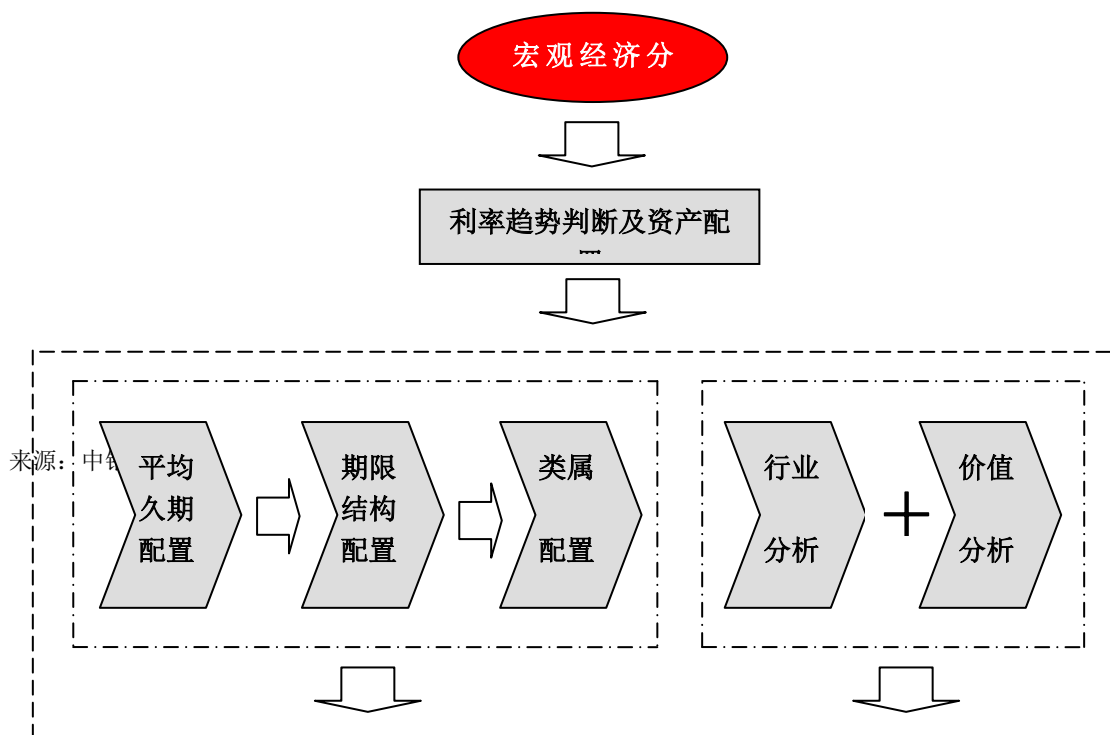 宏观经济分
利率趋势判断及资产配
来源：中
平均
久期
配置
期限
结构
配置
类属
配置
行业
分析
+
价值
分析